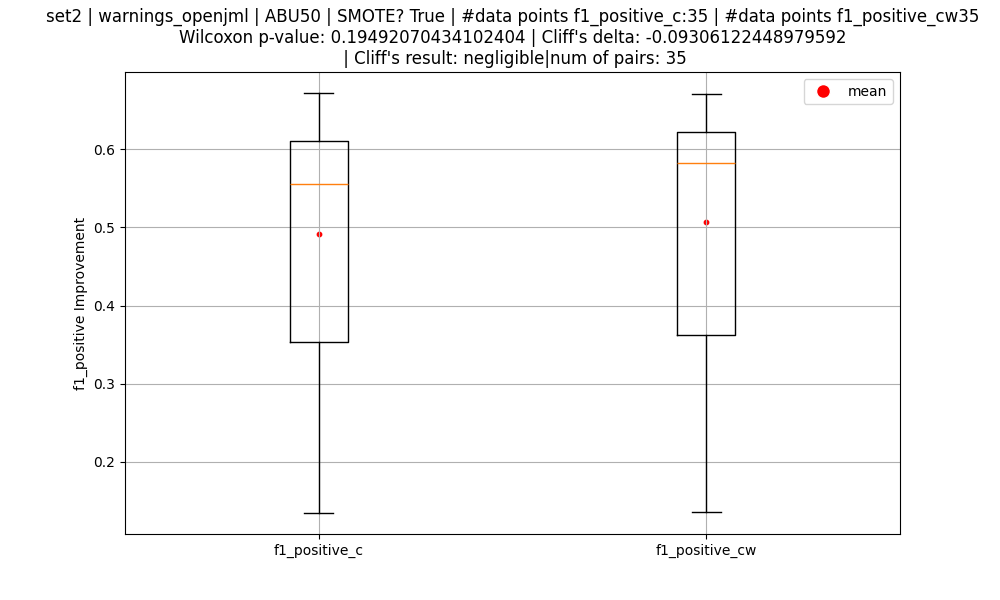 set2 | warnings_openjml | ABU50 | SMOTE? True | #data points f1_positive_c:35 | #data points f1_positive_cw35
Wilcoxon p-value: 0.19492070434102404 | Cliff's delta: -0.09306122448979592
| Cliff's result: negligible|num of pairs: 35
mean
0.6
0.5
0.4
0.3
0.2
f1_positive Improvement
f1_positive_c
f1_positive_cw